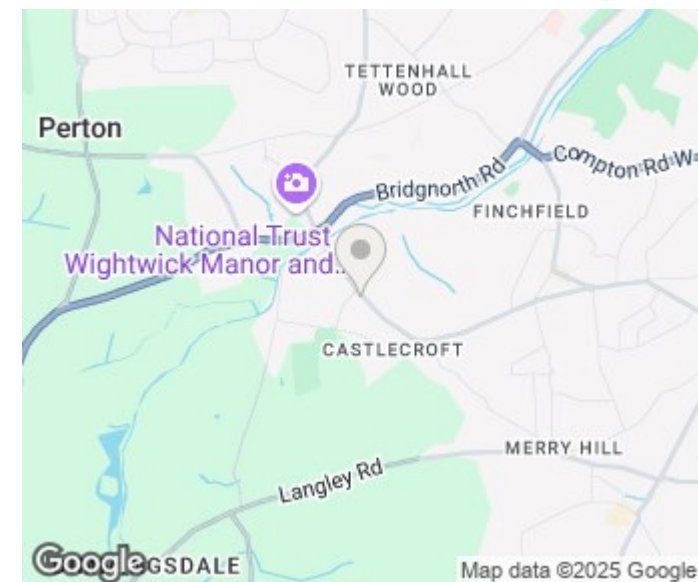 TETTENHALL
WOOD
Perton
Bridgnorth Rd
Compton Rd W
FINCHFIELD
National Trust
Wightwick Manor and...
CASTLECROFT
MERRY HILL
Langley Rd
Google
GSDALE
Map data ©2025 Google